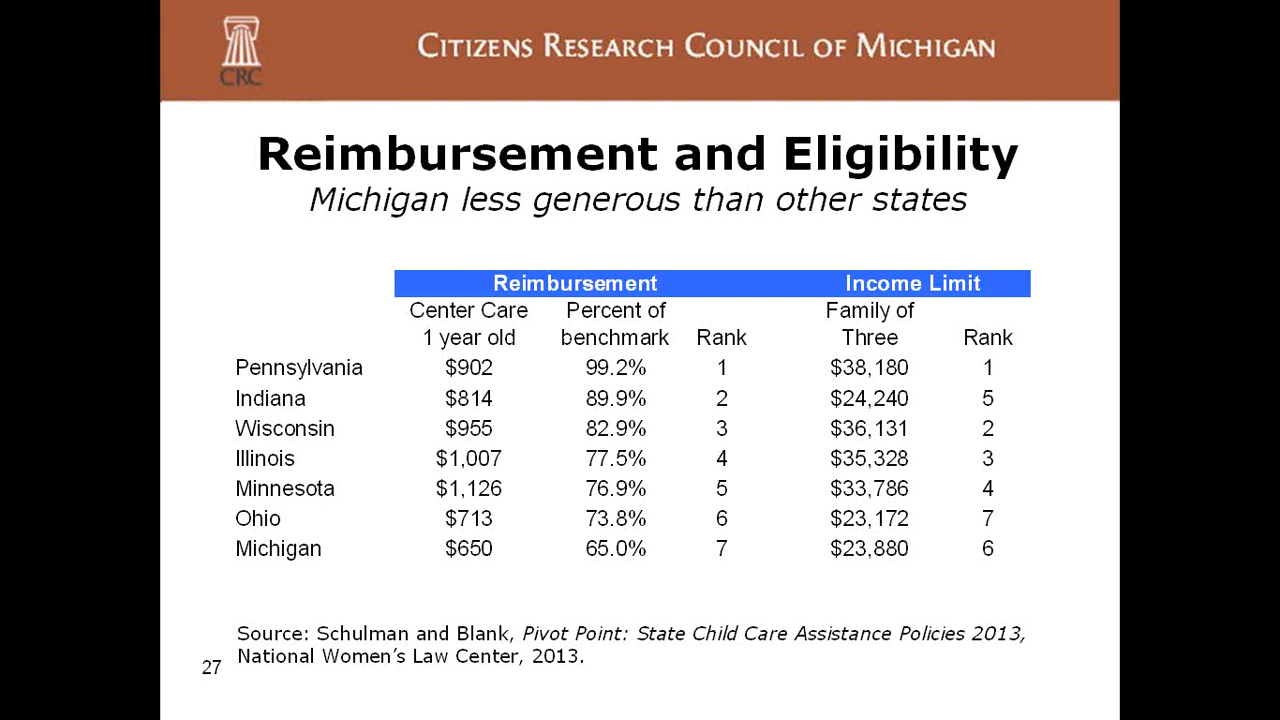 CRC
CITIZENS RESEARCH COUNCIL OF MICHIGAN
Reimbursement and Eligibility
Michigan less generous than other states
Reimbursement Income Limit
Center Care Percent of Family of
1 year old benchmark Rank Three Rank
Pennsylvania $902 99.2% 1 $38,180 1
Indiana $814 89.9% 2 $24,240 5
Wisconsin $955 82.9% 3 $36,131 2
Illinois $1,007 77.5% 4 $35,328 3
Minnesota $1,126 76.9% 5 $33,786 4
Ohio $713 73.8% 6 $23,172 7
Michigan $650 65.0% 7 $23,880 6
Source: Schulman and Blank, Pivot Point: State Child Care Assistance Policies 2013,
National Women’s Law Center, 2013.
27